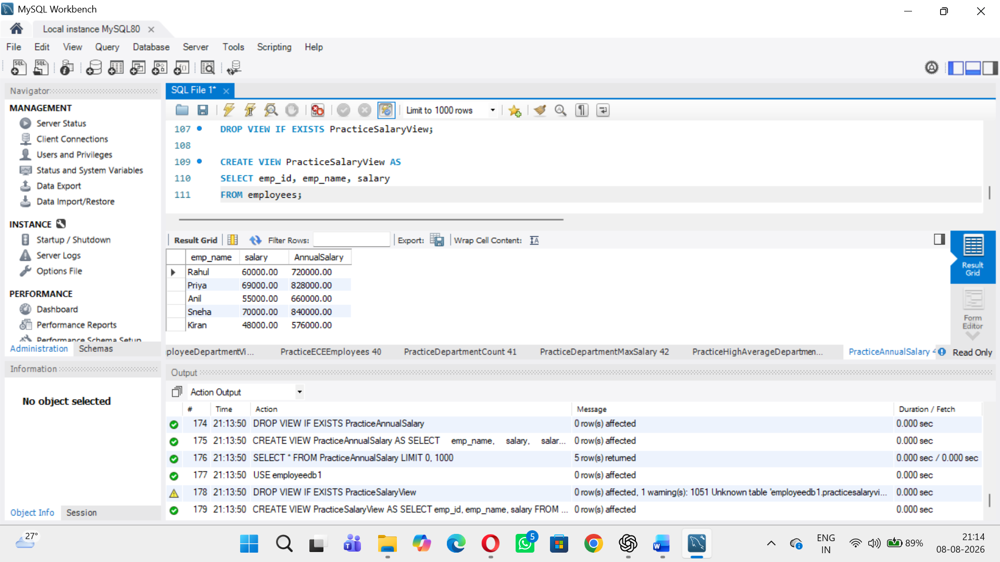 MySQL Workbench
Local instance MySQL80
File Edit View Query Database Server Tools Scripting Help
Navigator
MANAGEMENT
Server Status
Client Connections
Users and Privileges
Status and System Variables
Data Export
Data Import/Restore
INSTANCE
Startup / Shutdown
Server Logs
Options File
PERFORMANCE
Dashboard
Performance Reports
Performance Schema Setup
Administration Schemas
Information
No object selected
Object Info Session
SQL File 1*
Limit to 1000 rows
107 DROP VIEW IF EXISTS PracticeSalaryView;
108
109 CREATE VIEW PracticeSalaryView AS
110 SELECT emp_id, emp_name, salary
111 FROM employees;
Result Grid Filter Rows: Export: Wrap Cell Content:
emp_name salary AnnualSalary
Rahul 60000.00 720000.00
Priya 69000.00 828000.00
Anil 55000.00 660000.00
Sneha 70000.00 840000.00
Kiran 48000.00 576000.00
Result Grid
Form Editor
ployeeDepartmentVi... PracticeECEEmployees 40 PracticeDepartmentCount 41 PracticeDepartmentMaxSalary 42 PracticeHighAverageDepartmen... PracticeAnnualSalary 4 Read Only
Output
Action Output
# Time Action Message Duration / Fetch
174 21:13:50 DROP VIEW IF EXISTS PracticeAnnualSalary 0 row(s) affected 0.000 sec
175 21:13:50 CREATE VIEW PracticeAnnualSalary AS SELECT emp_name, salary, salar... 0 row(s) affected 0.000 sec
176 21:13:50 SELECT * FROM PracticeAnnualSalary LIMIT 0, 1000 5 row(s) returned 0.000 sec / 0.000 sec
177 21:13:50 USE employeedb1 0 row(s) affected 0.000 sec
178 21:13:50 DROP VIEW IF EXISTS PracticeSalaryView 0 row(s) affected, 1 warning(s): 1051 Unknown table 'employeedb1.practicesalaryvi... 0.000 sec
179 21:13:50 CREATE VIEW PracticeSalaryView AS SELECT emp_id, emp_name, salary FROM ... 0 row(s) affected 0.000 sec
27°
5
ENG
IN
89%
21:14
08-08-2026